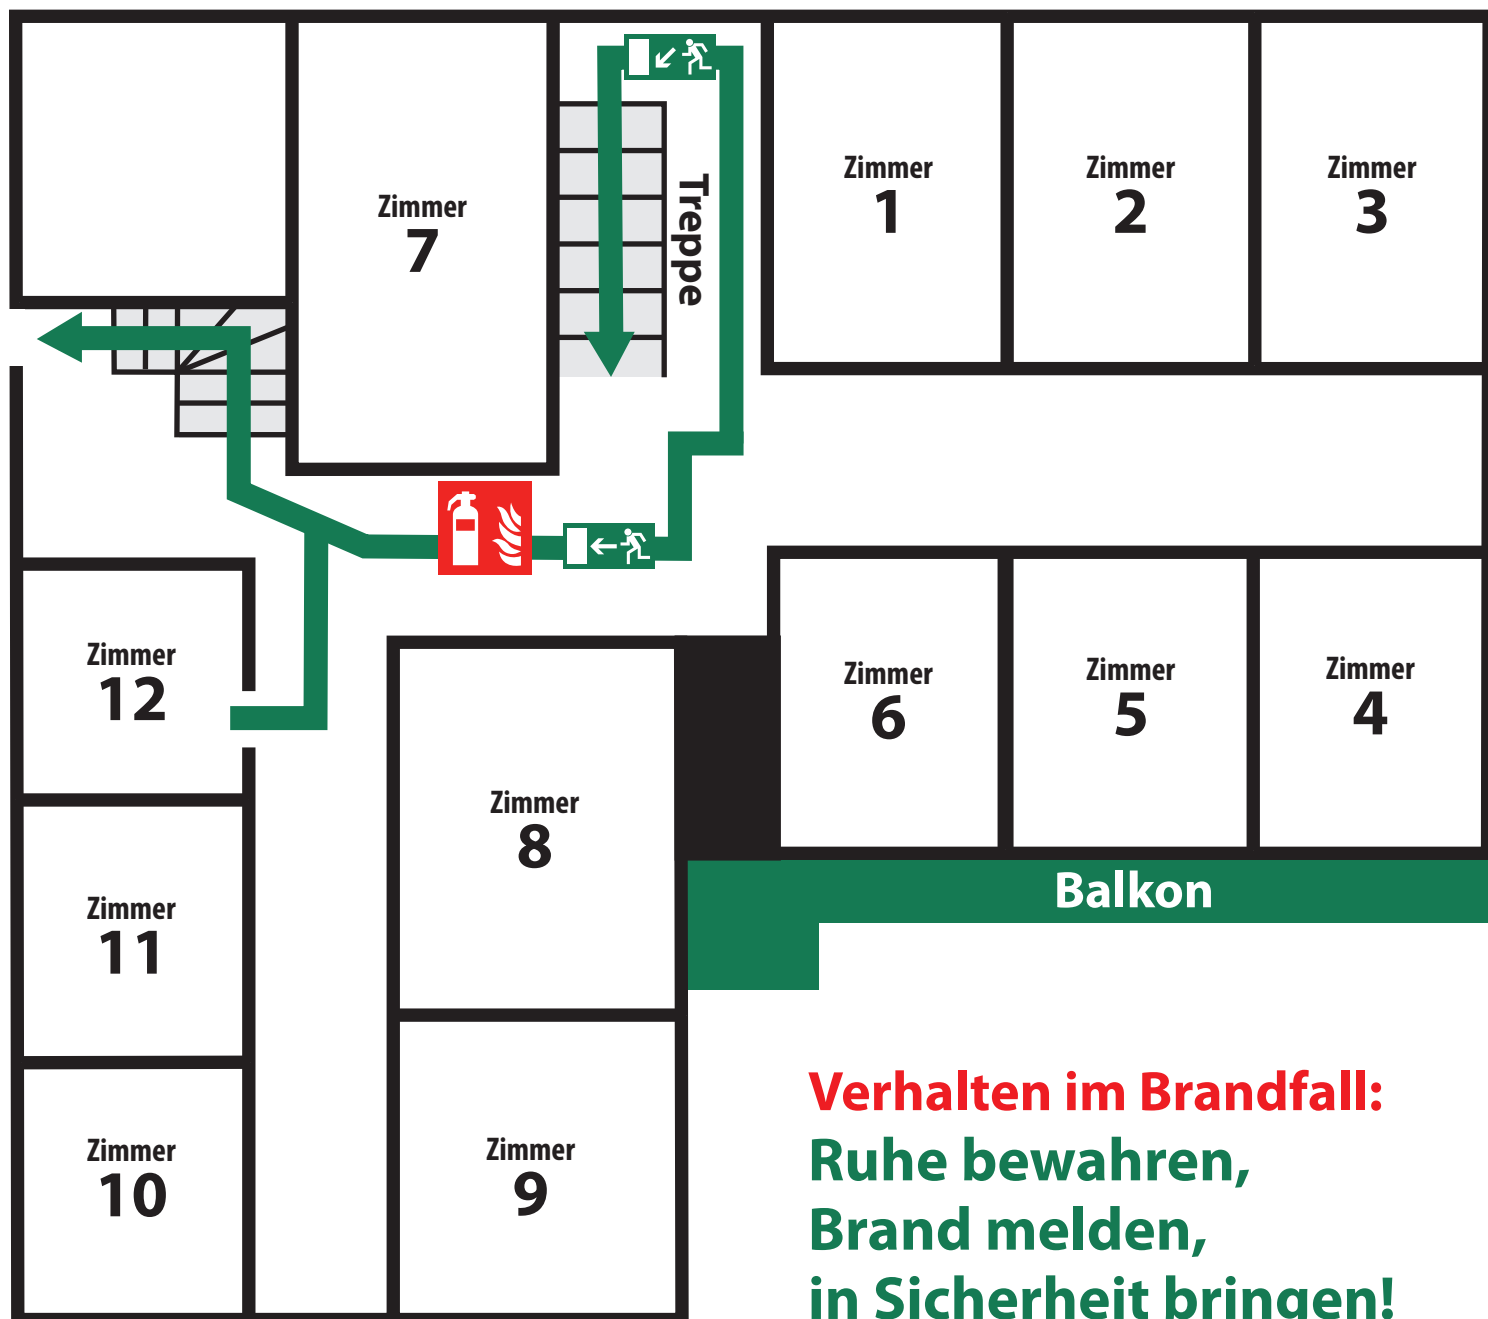 Zimmer
1
Zimmer
2
Zimmer
3
Zimmer
7
Treppe
Zimmer
12
Zimmer
6
Zimmer
5
Zimmer
4
Zimmer
8
Balkon
Zimmer
11
Zimmer
10
Zimmer
9
Verhalten im Brandfall:
Ruhe bewahren,
Brand melden,
in Sicherheit bringen!